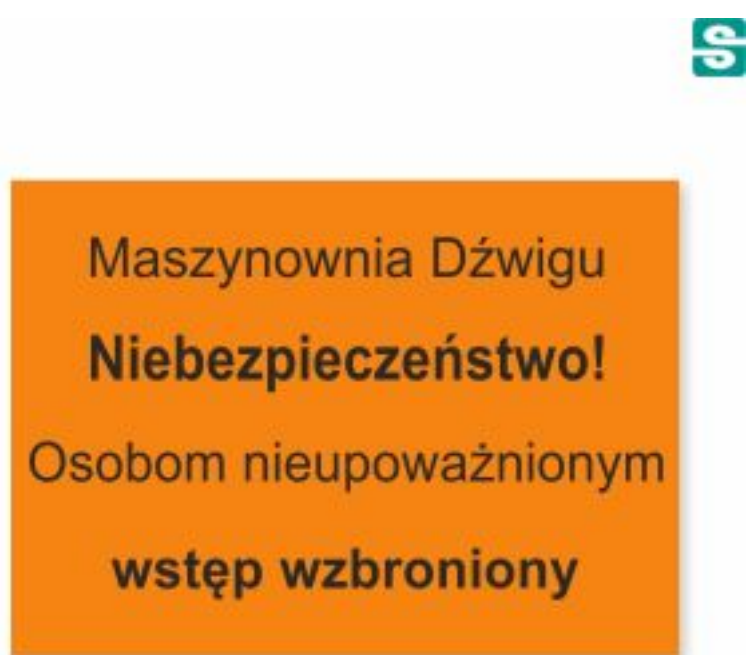 S
Maszynownia Dźwigu
Niebezpieczeństwo!
Osobom nieupoważnionym
wstęp wzbroniony